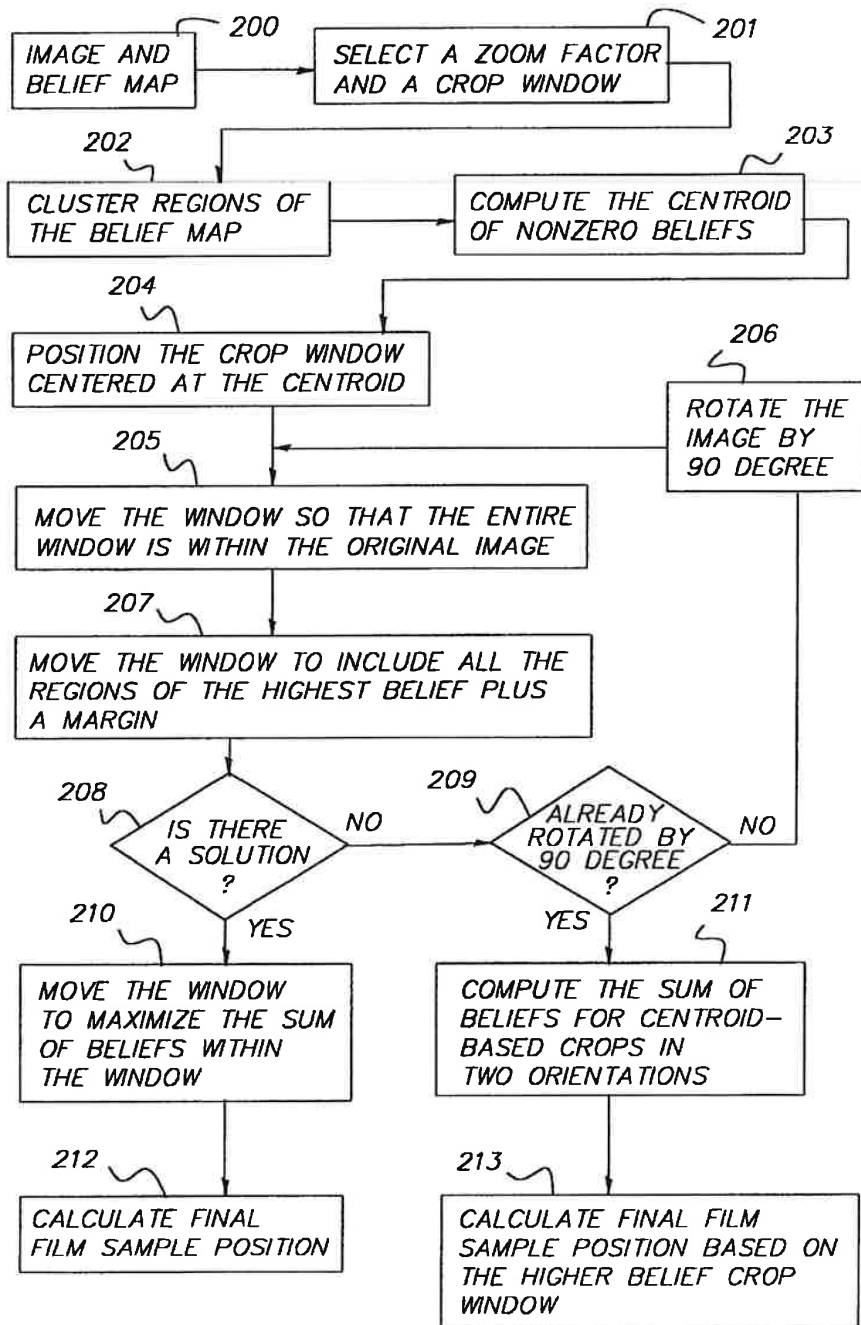 200
IMAGE AND
BELIEF MAP
201
SELECT A ZOOM FACTOR
AND A CROP WINDOW
202
CLUSTER REGIONS OF
THE BELIEF MAP
203
COMPUTE THE CENTROID
OF NONZERO BELIEFS
204
POSITION THE CROP WINDOW
CENTERED AT THE CENTROID
206
ROTATE THE
IMAGE BY
90 DEGREE
205
MOVE THE WINDOW SO THAT THE ENTIRE
WINDOW IS WITHIN THE ORIGINAL IMAGE
207
MOVE THE WINDOW TO INCLUDE ALL THE
REGIONS OF THE HIGHEST BELIEF PLUS
A MARGIN
208
IS THERE
A SOLUTION
?
NO
209
ALREADY
ROTATED BY
90 DEGREE
?
NO
YES
YES
210
MOVE THE WINDOW
TO MAXIMIZE THE SUM
OF BELIEFS WITHIN
THE WINDOW
211
COMPUTE THE SUM OF
BELIEFS FOR CENTROID-
BASED CROPS IN
TWO ORIENTATIONS
212
CALCULATE FINAL
FILM SAMPLE POSITION
213
CALCULATE FINAL FILM
SAMPLE POSITION BASED ON
THE HIGHER BELIEF CROP
WINDOW